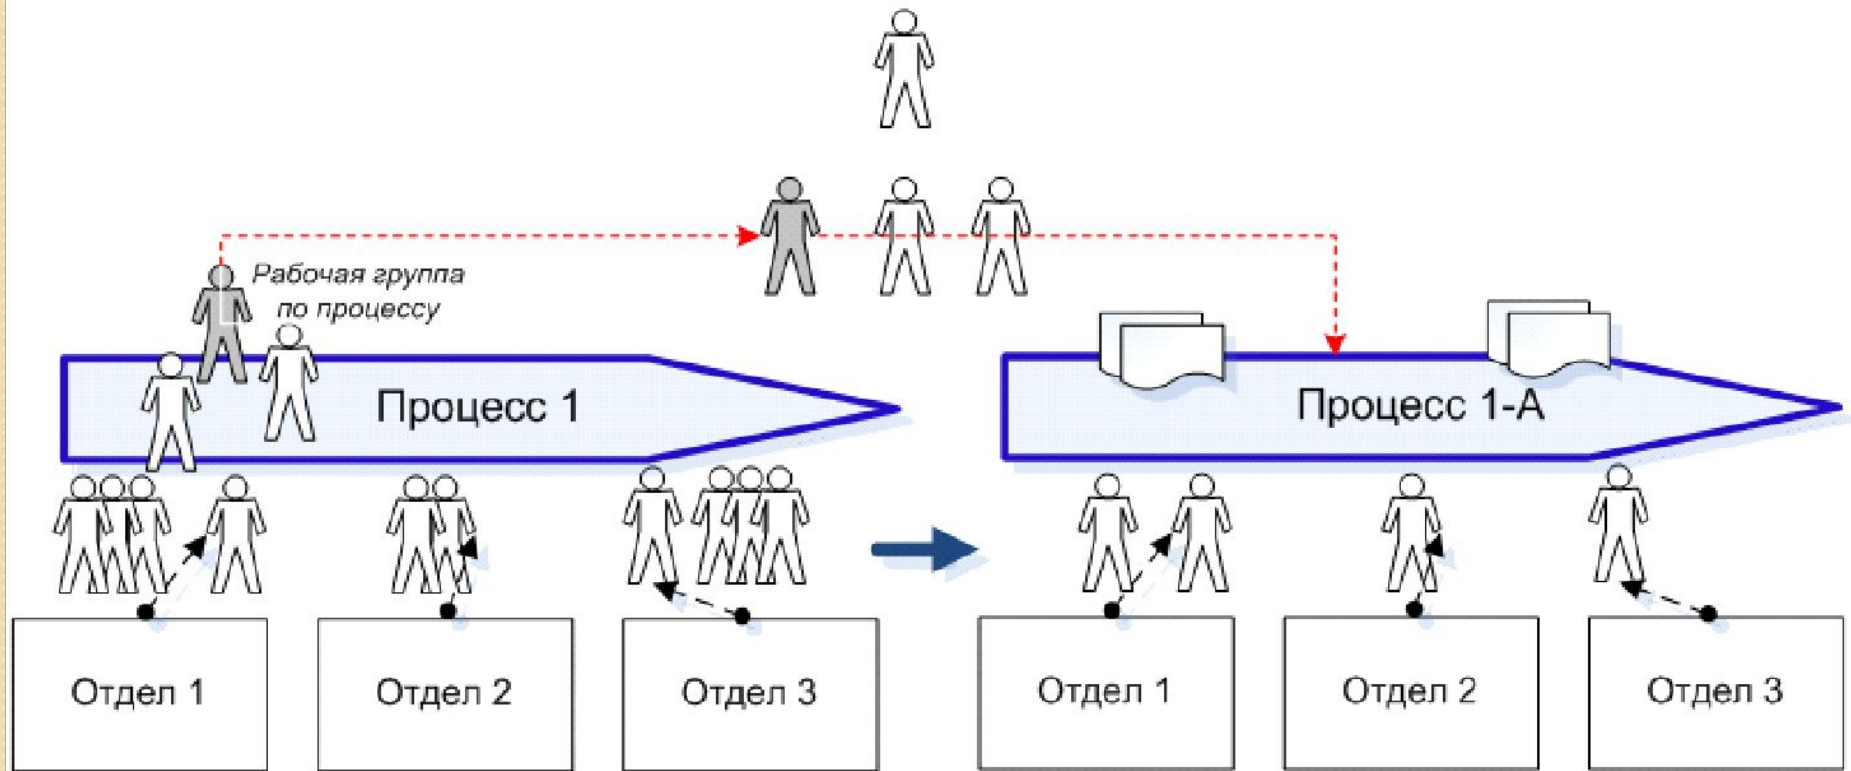 Рабочая группа
по процессу
Процесс 1
Процесс 1-А
Отдел 1
Отдел 2
Отдел 3
Отдел 1
Отдел 2
Отдел 3